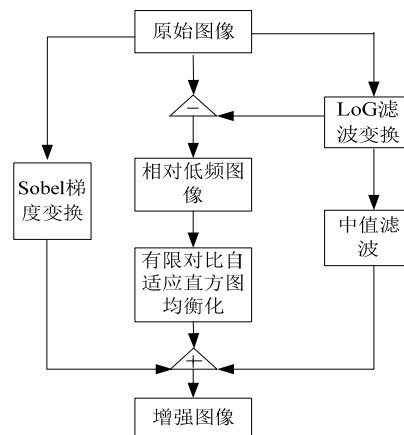 原始图像
−
LoG滤
波变换
相对低频图
像
Sobel梯
度变换
中值滤
波
有限对比自
适应直方图
均衡化
+
增强图像